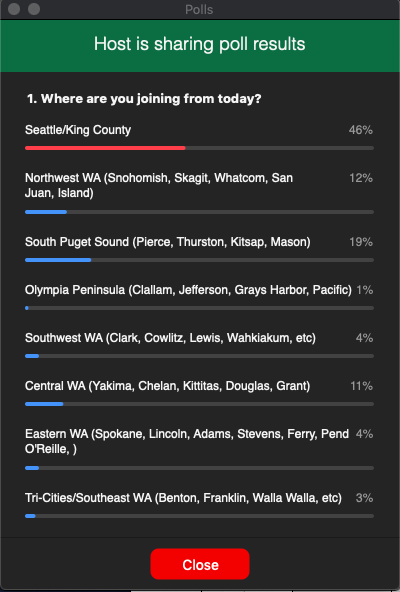 Polls
Host is sharing poll results
1. Where are you joining from today?
Seattle/King County 46%
Northwest WA (Snohomish, Skagit, Whatcom, San 12%
Juan, Island)
South Puget Sound (Pierce, Thurston, Kitsap, Mason) 19%
Olympia Peninsula (Clallam, Jefferson, Grays Harbor, Pacific) 1%
Southwest WA (Clark, Cowlitz, Lewis, Wahkiakum, etc) 4%
Central WA (Yakima, Chelan, Kittitas, Douglas, Grant) 11%
Eastern WA (Spokane, Lincoln, Adams, Stevens, Ferry, Pend 4%
O'Reille, )
Tri-Cities/Southeast WA (Benton, Franklin, Walla Walla, etc) 3%
Close